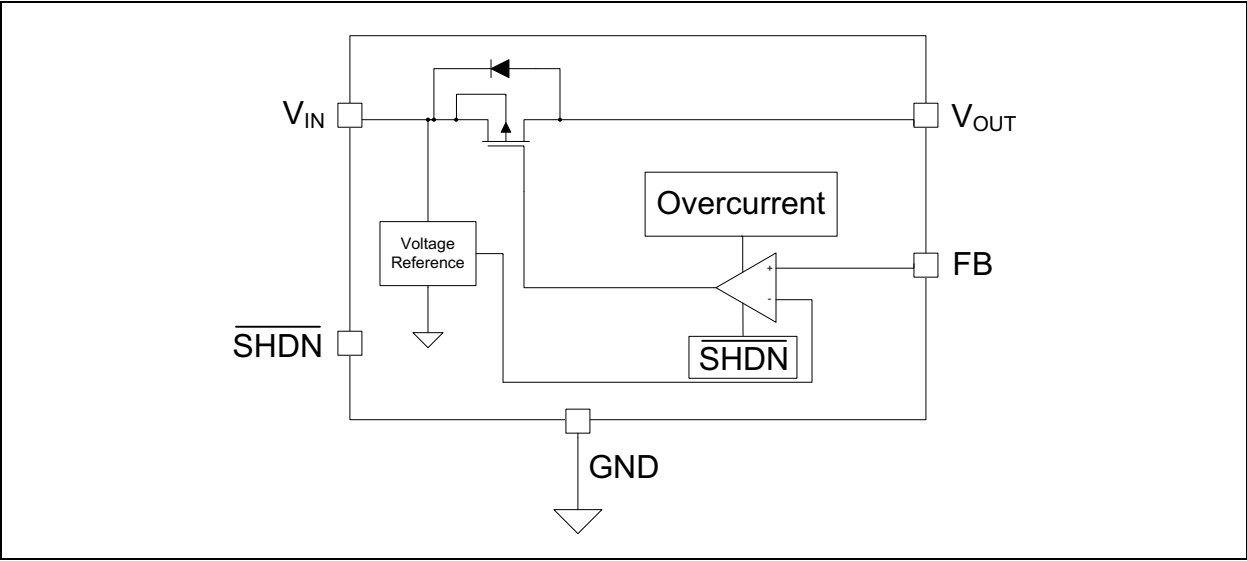 VIN
VOUT
Overcurrent
Voltage
Reference
+
FB
-
SHDN
SHDN
GND